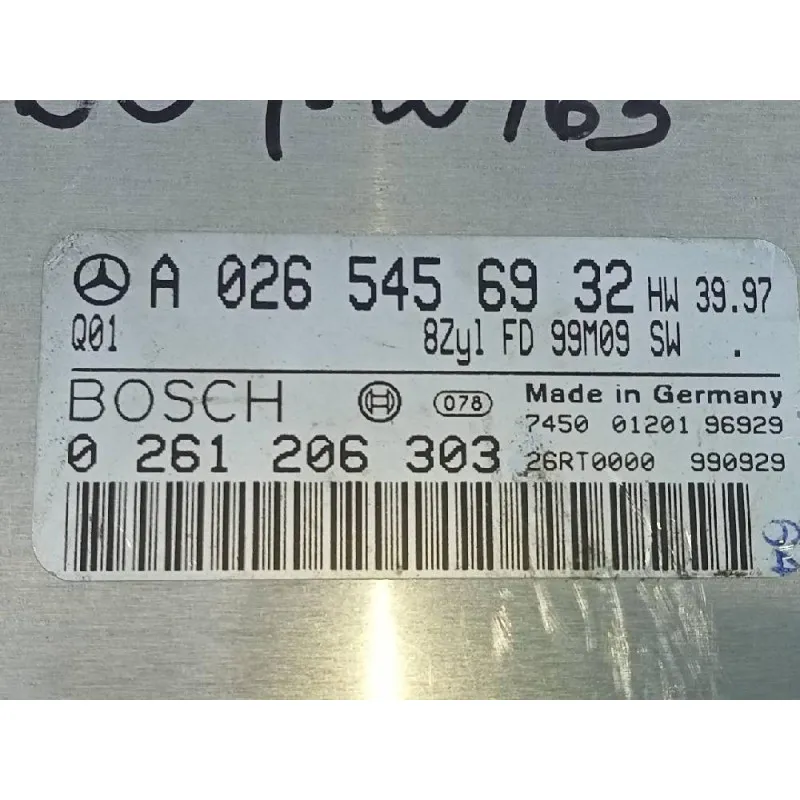 W163
A 026 545 69 32 HW 39.97
Q01 8Zyl FD 99M09 SW .
BOSCH 078 Made in Germany
7450 01201 96929
0 261 206 303 26RT0000 990929